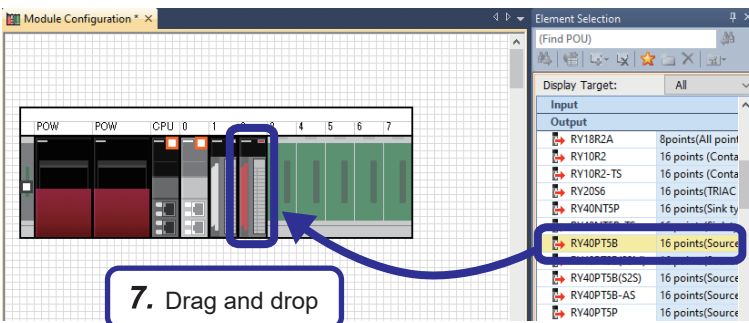 Module Configuration * ×
Element Selection
(Find POU)
Display Target: All
Input
Output
POW POW CPU 0 1 2 3 4 5 6 7
RY18R2A 8points(All point
RY10R2 16 points (Conta
RY10R2-TS 16 points (Conta
RY20S6 16 points(TRIAC
RY40NT5P 16 points(Sink ty
RY40PT5B 16 points(Source
RY40PT5B(S2S) 16 points(Source
RY40PT5B-AS 16 points(Source
RY40PT5P 16 points(Source
7. Drag and drop